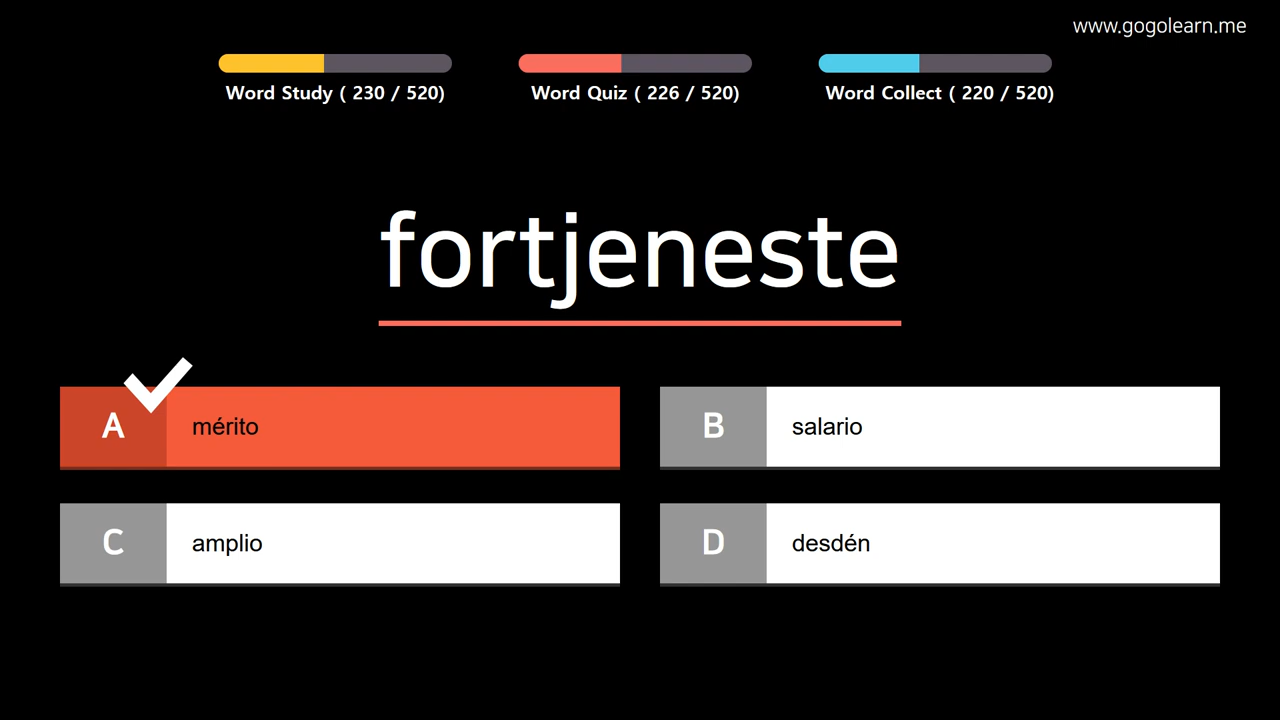 www.gogolearn.me
Word Study ( 230 / 520)
Word Quiz ( 226 / 520)
Word Collect ( 220 / 520)
fortjeneste
A mérito
B salario
C amplio
D desdén